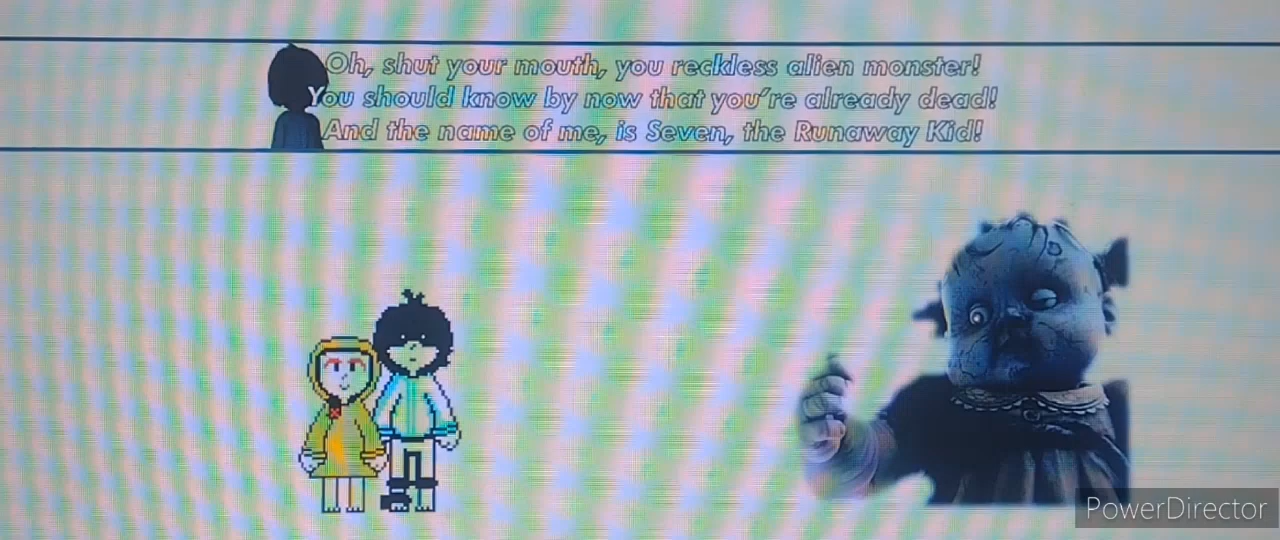 Oh, shut your mouth, you reckless alien monster!
You should know by now that you're already dead!
And the name of me, is Seven, the Runaway Kid!
PowerDirector